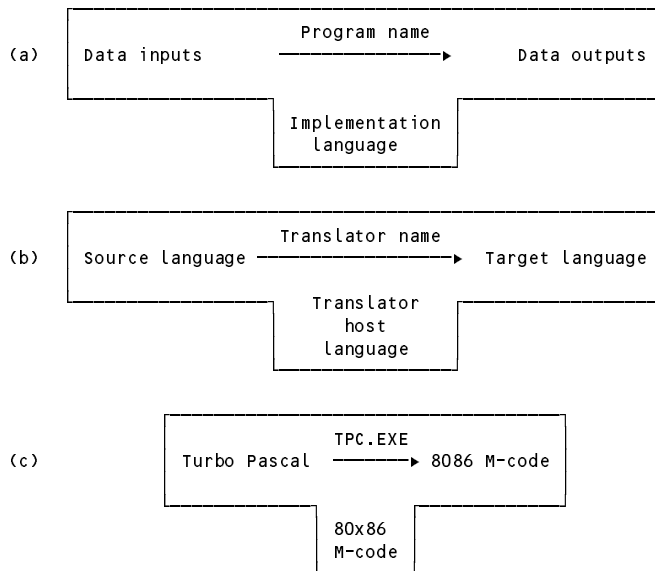 Program name
(a) Data inputs Data outputs
Implementation
language
Translator name
(b) Source language Target language
Translator
host
language
TPC.EXE
(c) Turbo Pascal 8086 M-code
80x86
M-code